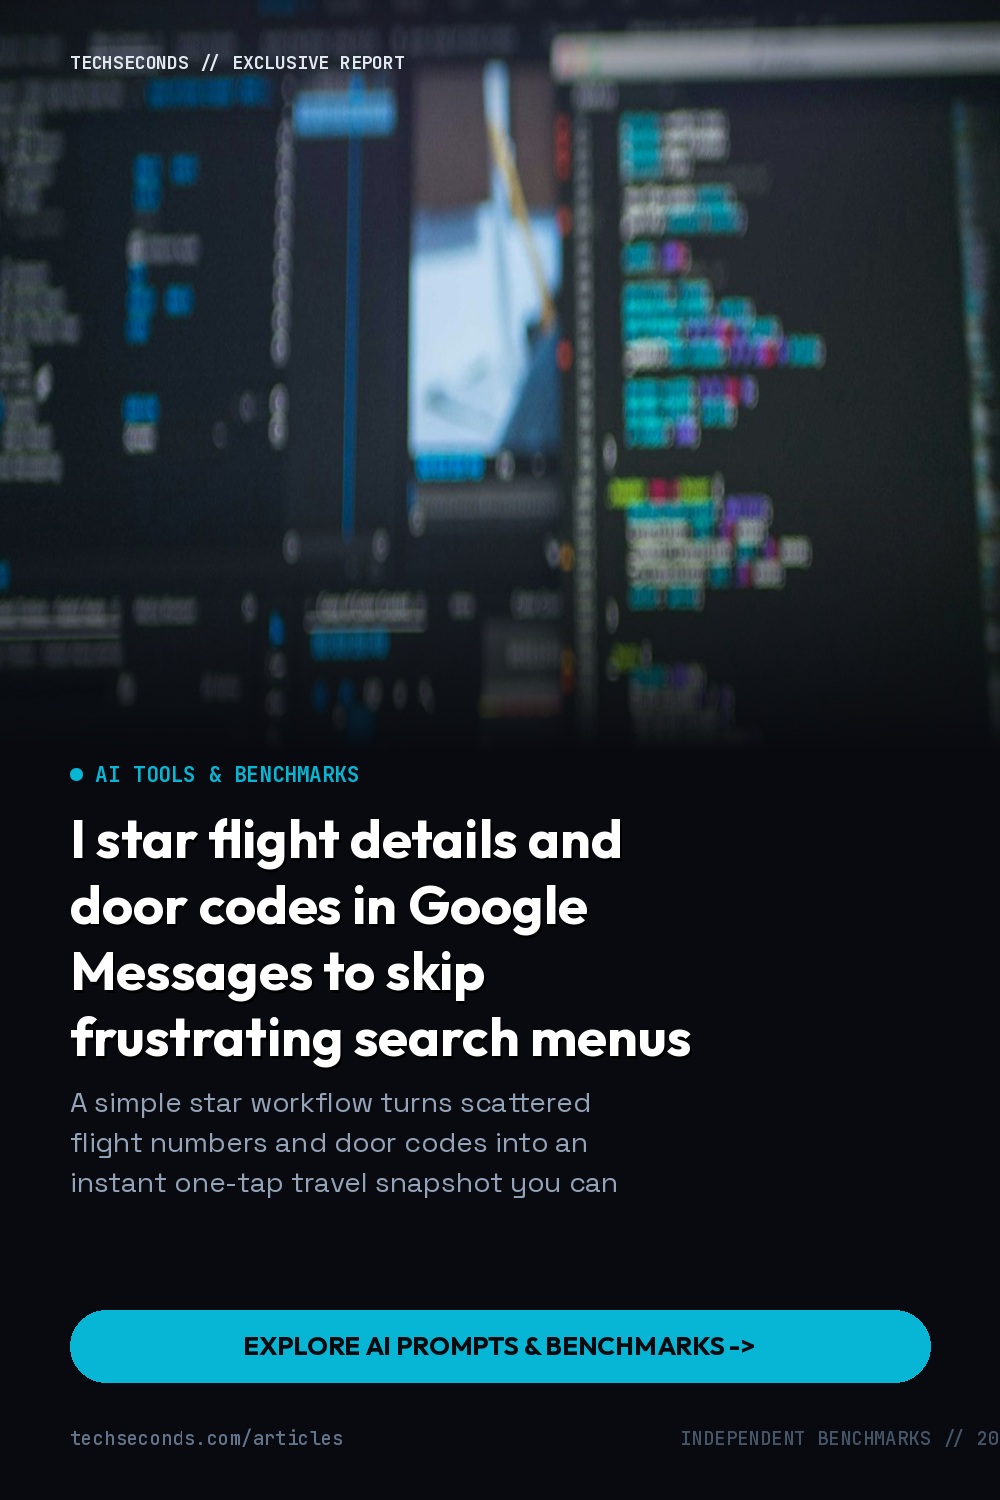 TECHSECONDS // EXCLUSIVE REPORT
AI TOOLS & BENCHMARKS
I star flight details and
door codes in Google
Messages to skip
frustrating search menus
A simple star workflow turns scattered
flight numbers and door codes into an
instant one-tap travel snapshot you can
EXPLORE AI PROMPTS & BENCHMARKS ->
techseconds.com/articles
INDEPENDENT BENCHMARKS // 20